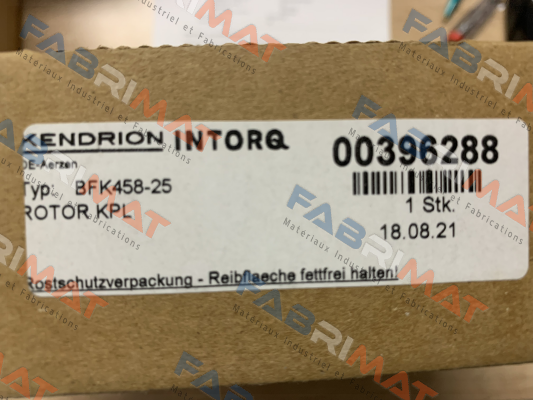 KENDRION INTORQ
DE-Aerzen
Typ: BFK458-25
ROTOR KPL
00396288
1 Stk.
18.08.21
Rostschutzverpackung - Reibflaeche fettfrei halten!
FABRIMAT
Materiaux Industriel et Fabrications